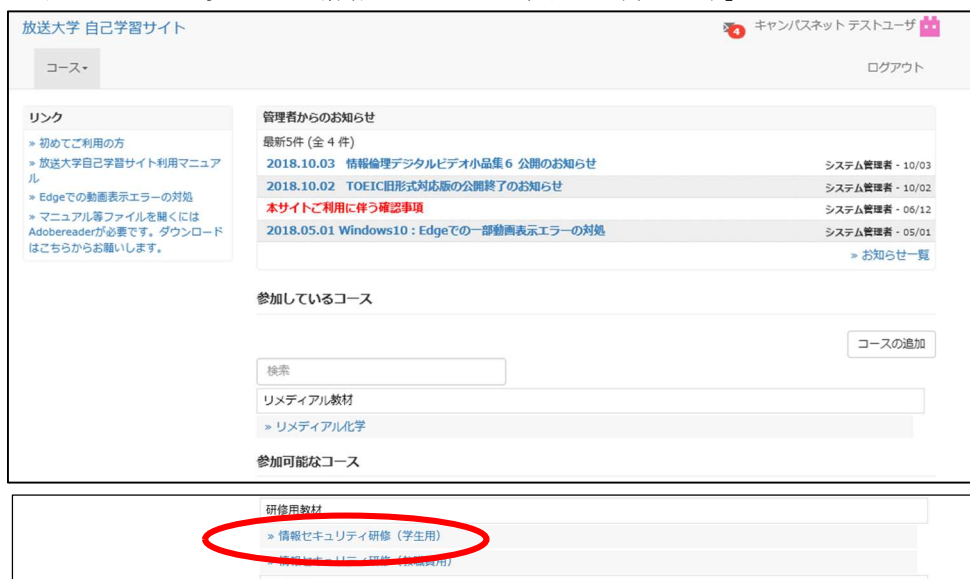 放送大学 自己学習サイト
4 キャンパスネット テストユーザ
コース
ログアウト
リンク
» 初めてご利用の方
» 放送大学自己学習サイト利用マニュア
ル
» Edgeでの動画表示エラーの対処
» マニュアル等ファイルを開くには
Adobereaderが必要です。ダウンロード
はこちらからお願いします。
管理者からのお知らせ
最新5件 (全 4 件)
2018.10.03 情報倫理デジタルビデオ小品集６ 公開のお知らせ システム管理者 - 10/03
2018.10.02 TOEIC旧形式対応版の公開終了のお知らせ システム管理者 - 10/02
本サイトご利用に伴う確認事項 システム管理者 - 06/12
2018.05.01 Windows10：Edgeでの一部動画表示エラーの対処 システム管理者 - 05/01
» お知らせ一覧
参加しているコース
コースの追加
検索
リメディアル教材
» リメディアル化学
参加可能なコース
研修用教材
» 情報セキュリティ研修（学生用）
» 情報セキュリティ研修（教職員用）